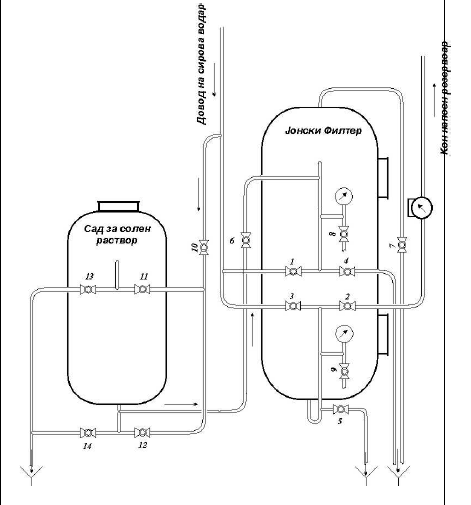 Довод на сирова водар
Кон напоен резервоар
Јонски Филтер
Сад за солен
раствор
10
6
8
7
1
4
13
11
3
2
9
5
14
12